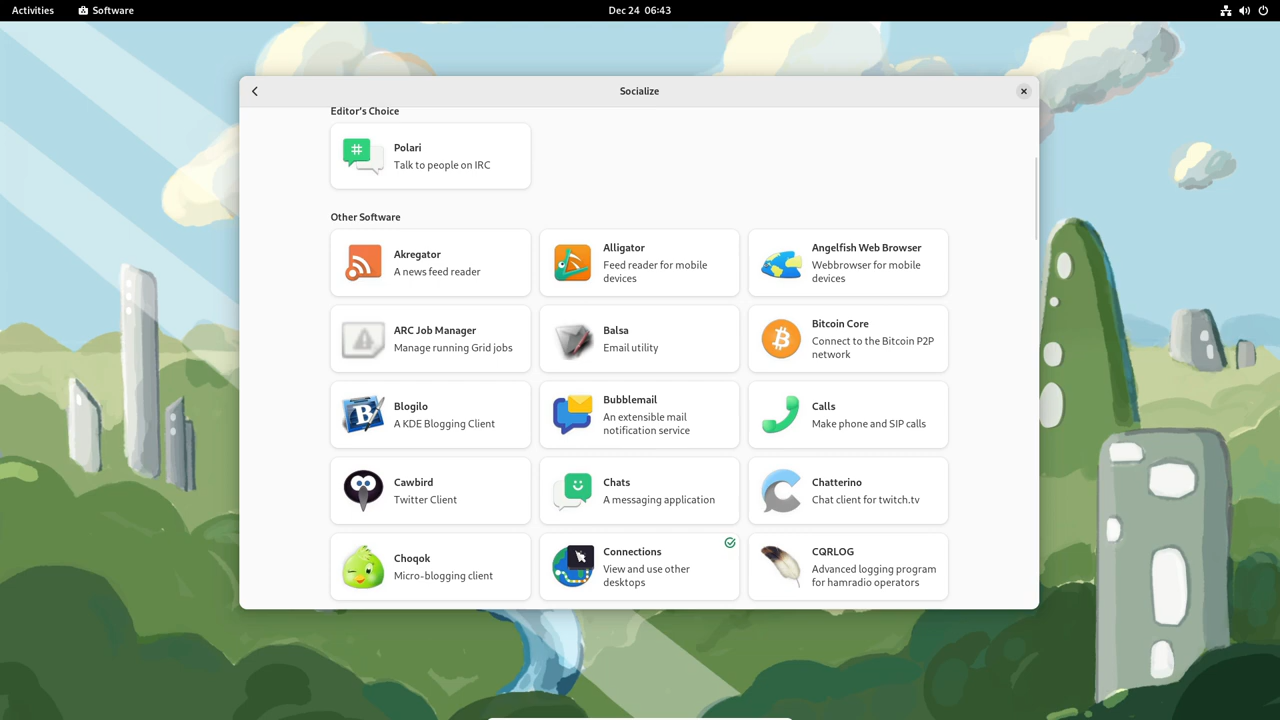 Activities
Software
Dec 24 06:43
Socialize
Editor's Choice
Polari
Talk to people on IRC
Other Software
Akregator
A news feed reader
Alligator
Feed reader for mobile
devices
Angelfish Web Browser
Webbrowser for mobile
devices
ARC Job Manager
Manage running Grid jobs
Balsa
Email utility
Bitcoin Core
Connect to the Bitcoin P2P
network
Blogilo
A KDE Blogging Client
Bubblemail
An extensible mail
notification service
Calls
Make phone and SIP calls
Cawbird
Twitter Client
Chats
A messaging application
Chatterino
Chat client for twitch.tv
Choqok
Micro-blogging client
Connections
View and use other
desktops
CQRLOG
Advanced logging program
for hamradio operators